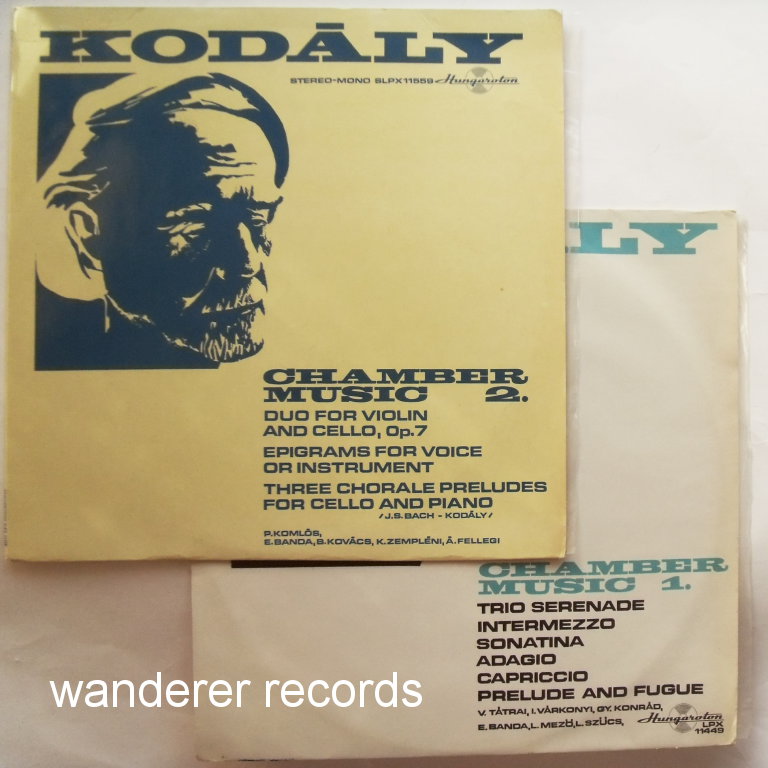 KODÁLY
STEREO-MONO SLPX11559 Hungaroton
CHAMBER
MUSIC 2.
DUO FOR VIOLIN
AND CELLO, Op.7
EPIGRAMS FOR VOICE
OR INSTRUMENT
THREE CHORALE PRELUDES
FOR CELLO AND PIANO
/J.S.BACH - KODÁLY/
P.KOMLÓS,
E.BANDA, B.KOVÁCS, K.ZEMPLÉNI, Á.FELLEGI
LY
CHAMBER
MUSIC 1.
TRIO SERENADE
INTERMEZZO
SONATINA
ADAGIO
CAPRICCIO
PRELUDE AND FUGUE
V. TÁTRAI, I.VÁRKONYI, GY. KONRÁD,
E.BANDA, L.MEZŐ, L.SZŰCS, Hungaroton
LPX
11449
wanderer records